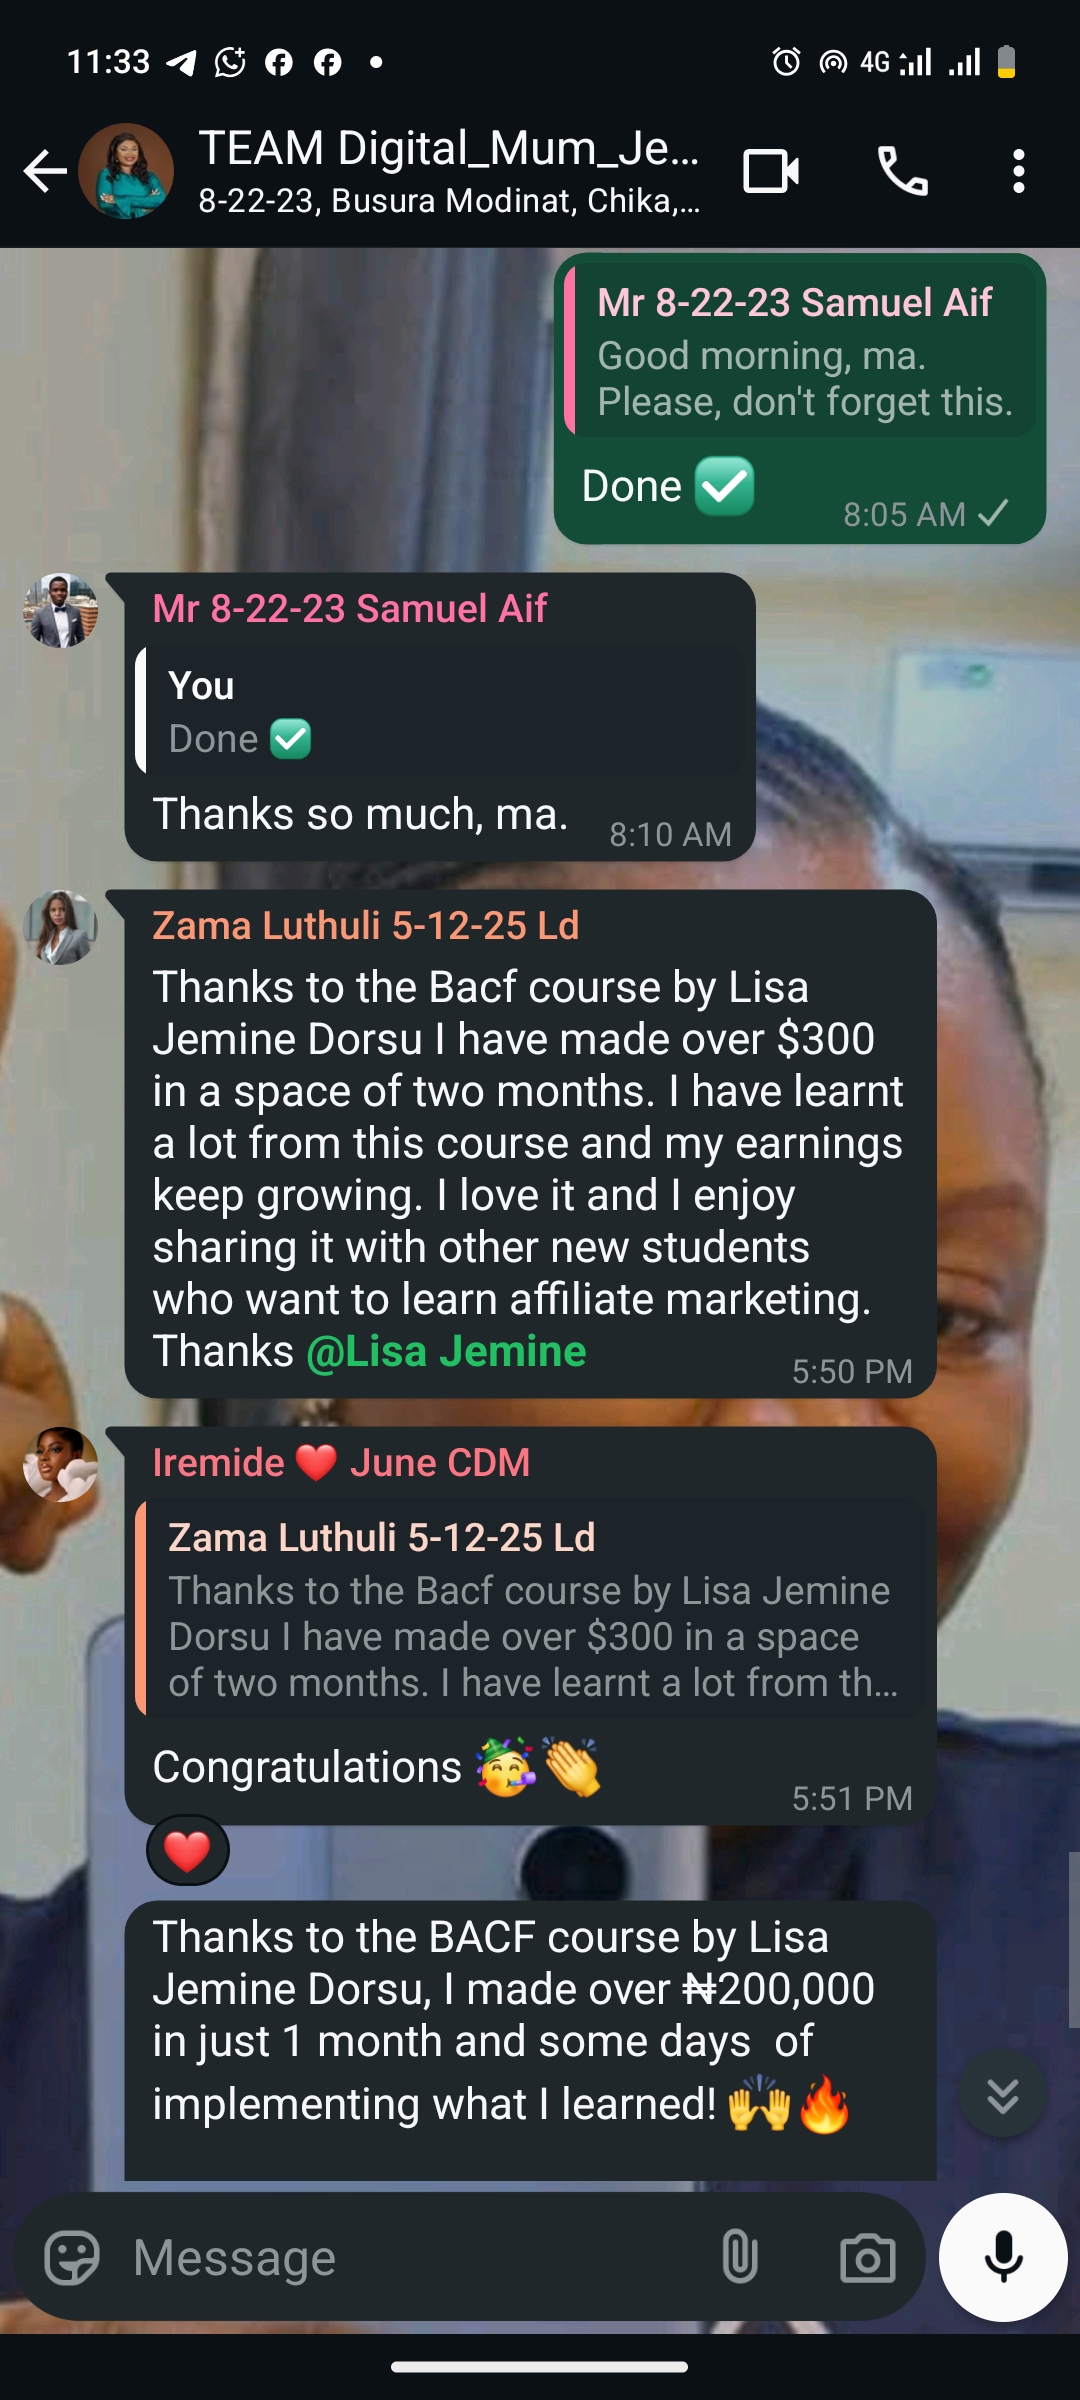 11:33
4G
TEAM Digital_Mum_Je...
8-22-23, Busura Modinat, Chika,...
Mr 8-22-23 Samuel Aif
Good morning, ma.
Please, don't forget this.
Done ✅
8:05 AM ✓
Mr 8-22-23 Samuel Aif
You
Done ✅
Thanks so much, ma.
8:10 AM
Zama Luthuli 5-12-25 Ld
Thanks to the Bacf course by Lisa
Jemine Dorsu I have made over $300
in a space of two months. I have learnt
a lot from this course and my earnings
keep growing. I love it and I enjoy
sharing it with other new students
who want to learn affiliate marketing.
Thanks @Lisa Jemine
5:50 PM
Iremide ❤️ June CDM
Zama Luthuli 5-12-25 Ld
Thanks to the Bacf course by Lisa Jemine
Dorsu I have made over $300 in a space
of two months. I have learnt a lot from th...
Congratulations 🥳👏
5:51 PM
❤️
Thanks to the BACF course by Lisa
Jemine Dorsu, I made over ₦200,000
in just 1 month and some days  of
implementing what I learned! 🙌🔥
Message